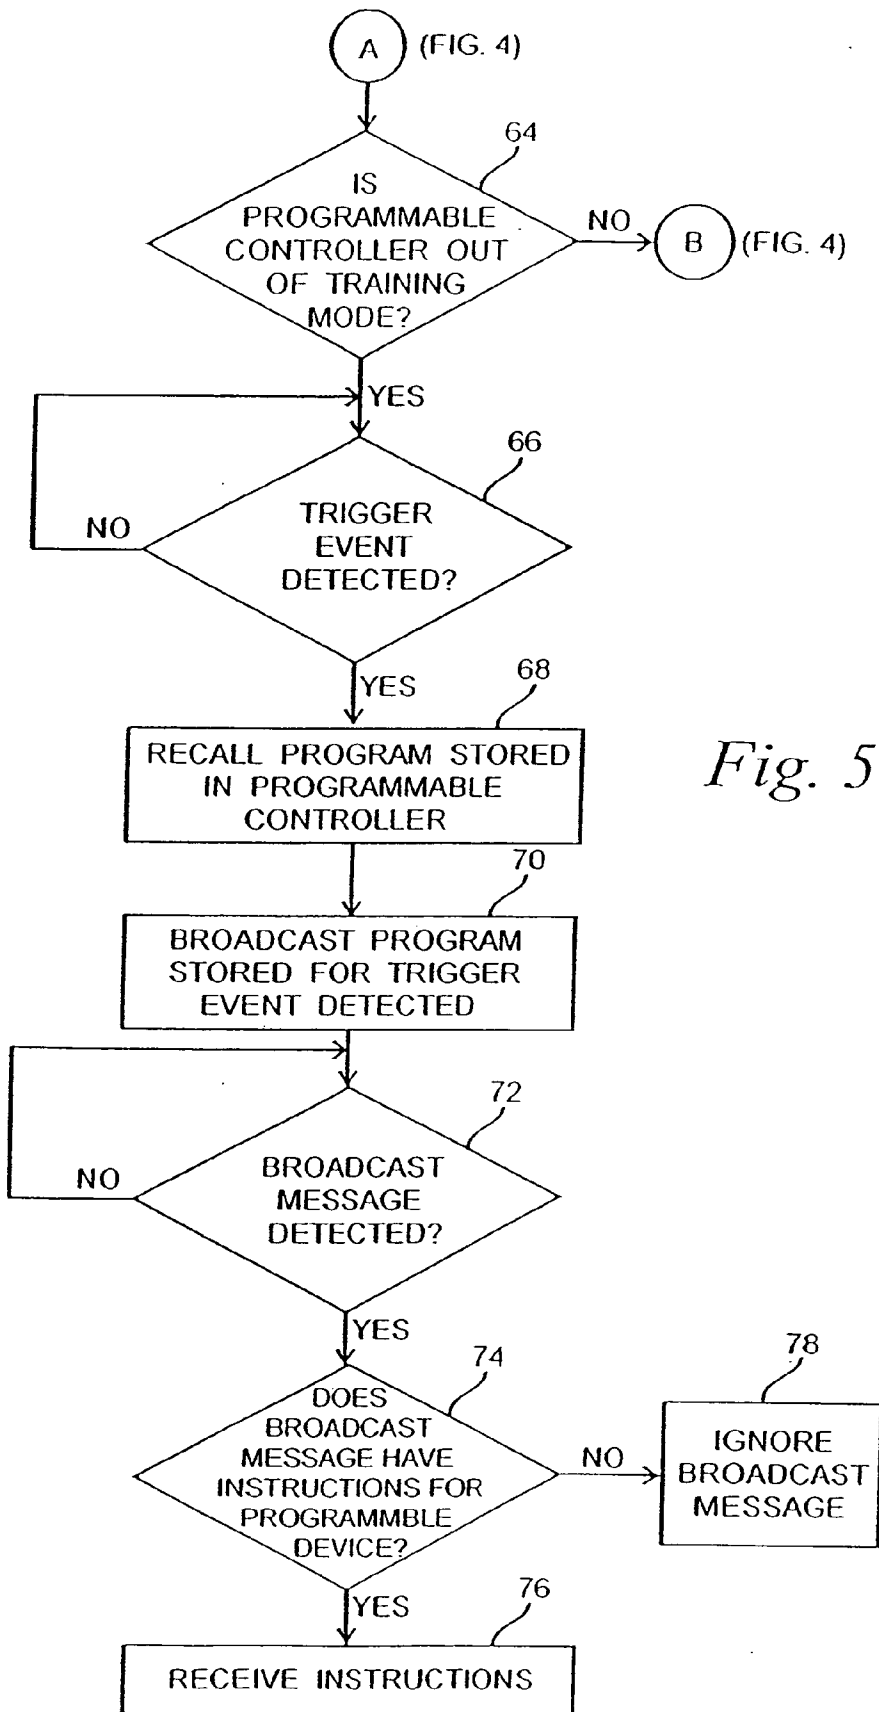 A
(FIG. 4)
64
IS
PROGRAMMABLE
CONTROLLER OUT
OF TRAINING
MODE?
NO
B
(FIG. 4)
YES
66
TRIGGER
EVENT
DETECTED?
NO
YES
68
RECALL PROGRAM STORED
IN PROGRAMMABLE
CONTROLLER
Fig. 5
70
BROADCAST PROGRAM
STORED FOR TRIGGER
EVENT DETECTED
72
BROADCAST
MESSAGE
DETECTED?
NO
YES
74
DOES
BROADCAST
MESSAGE HAVE
INSTRUCTIONS FOR
PROGRAMMBLE
DEVICE?
NO
78
IGNORE
BROADCAST
MESSAGE
YES
76
RECEIVE INSTRUCTIONS